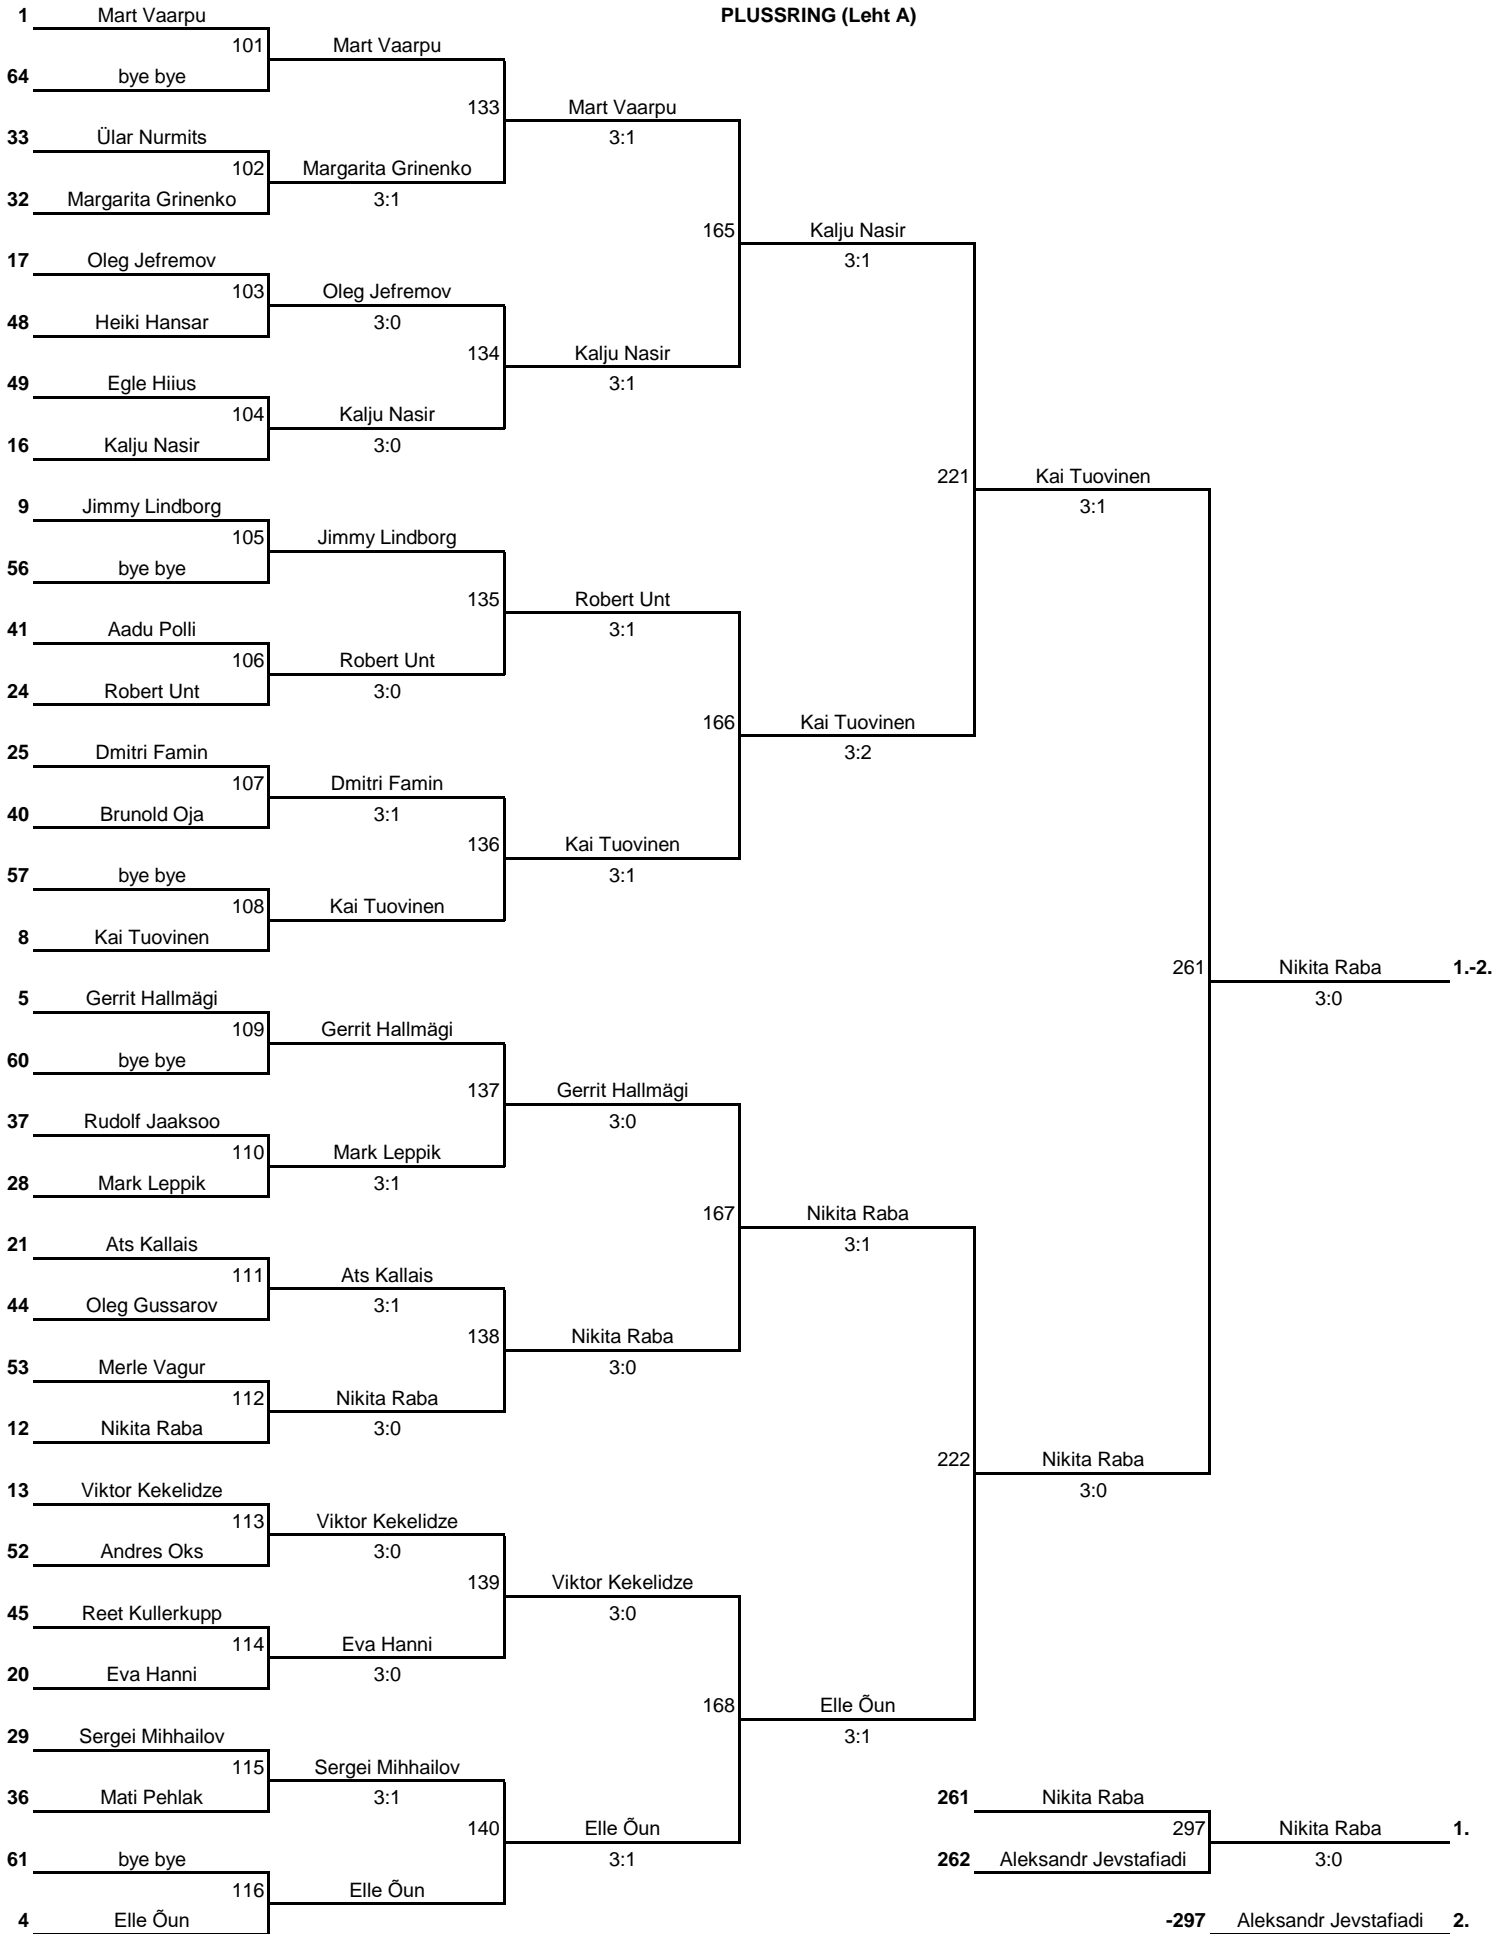 PLUSSRING (Leht A)
1 Mart Vaarpu
101 Mart Vaarpu
64 bye bye
133 Mart Vaarpu
3:1
33 Ülar Nurmits
102 Margarita Grinenko
3:1
32 Margarita Grinenko
165 Kalju Nasir
3:1
17 Oleg Jefremov
103 Oleg Jefremov
3:0
48 Heiki Hansar
134 Kalju Nasir
3:1
49 Egle Hiius
104 Kalju Nasir
3:0
16 Kalju Nasir
221 Kai Tuovinen
3:1
9 Jimmy Lindborg
105 Jimmy Lindborg
56 bye bye
135 Robert Unt
3:1
41 Aadu Polli
106 Robert Unt
3:0
24 Robert Unt
166 Kai Tuovinen
3:2
25 Dmitri Famin
107 Dmitri Famin
3:1
40 Brunold Oja
136 Kai Tuovinen
3:1
57 bye bye
108 Kai Tuovinen
8 Kai Tuovinen
261 Nikita Raba 1.-2.
3:0
5 Gerrit Hallmägi
109 Gerrit Hallmägi
60 bye bye
137 Gerrit Hallmägi
3:0
37 Rudolf Jaaksoo
110 Mark Leppik
3:1
28 Mark Leppik
167 Nikita Raba
3:1
21 Ats Kallais
111 Ats Kallais
3:1
44 Oleg Gussarov
138 Nikita Raba
3:0
53 Merle Vagur
112 Nikita Raba
3:0
12 Nikita Raba
222 Nikita Raba
3:0
13 Viktor Kekelidze
113 Viktor Kekelidze
3:0
52 Andres Oks
139 Viktor Kekelidze
3:0
45 Reet Kullerkupp
114 Eva Hanni
3:0
20 Eva Hanni
168 Elle Õun
3:1
29 Sergei Mihhailov
115 Sergei Mihhailov
3:1
36 Mati Pehlak
140 Elle Õun
3:1
61 bye bye
116 Elle Õun
4 Elle Õun
261 Nikita Raba
297 Nikita Raba 1.
3:0
262 Aleksandr Jevstafiadi
-297 Aleksandr Jevstafiadi 2.